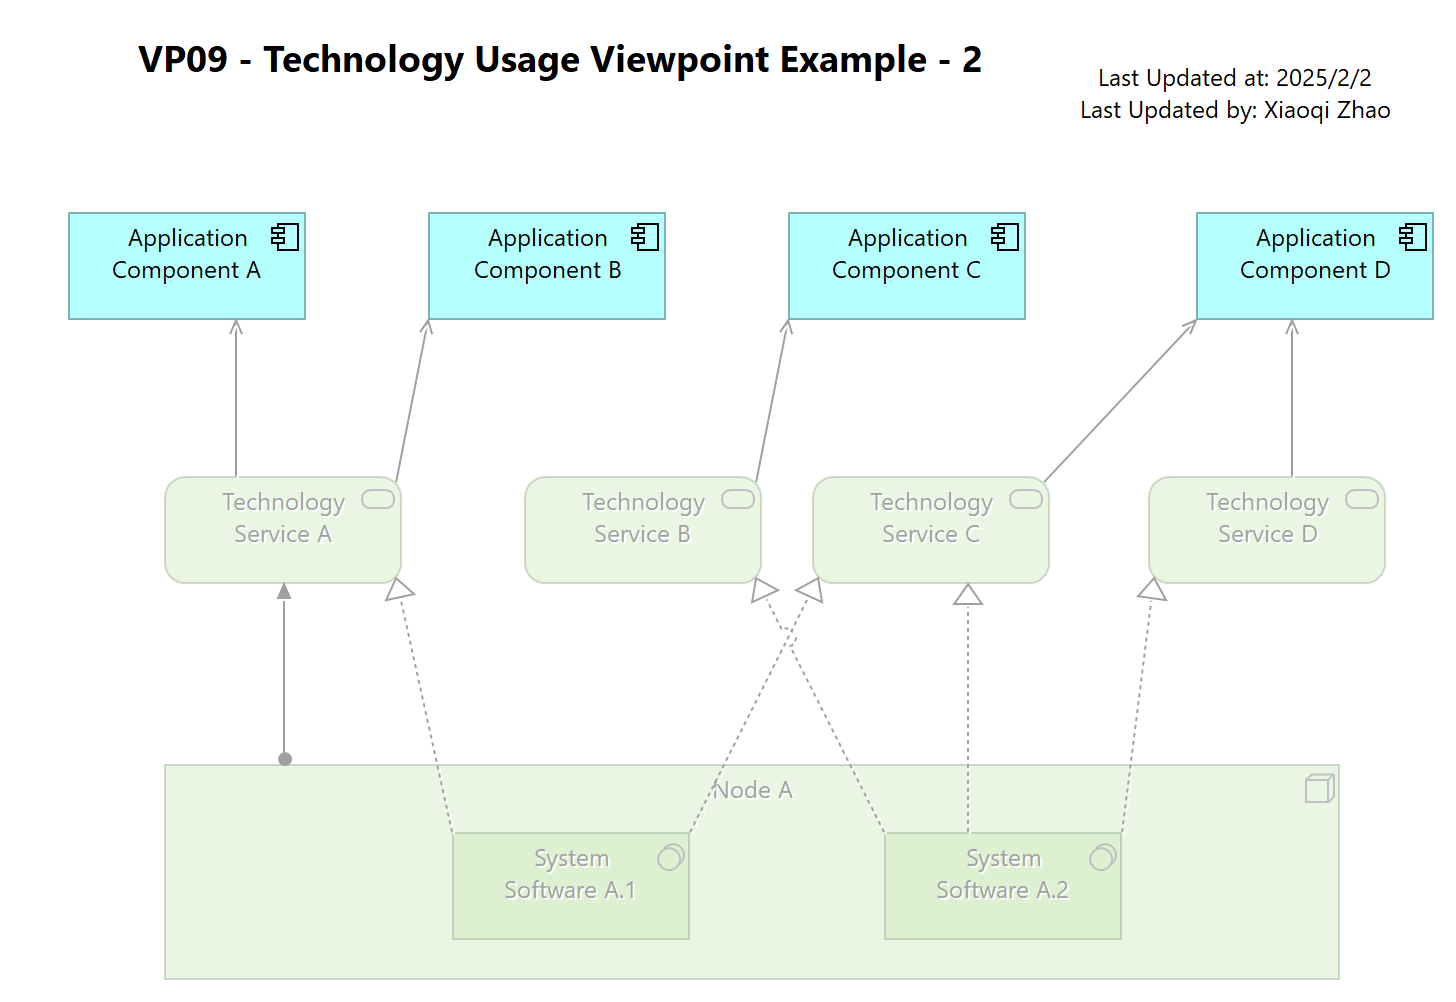 VP09 - Technology Usage Viewpoint Example - 2
Last Updated at: 2025/2/2
Last Updated by: Xiaoqi Zhao
Application
Component A
Application
Component B
Application
Component C
Application
Component D
Technology
Service A
Technology
Service B
Technology
Service C
Technology
Service D
Node A
System
Software A.1
System
Software A.2